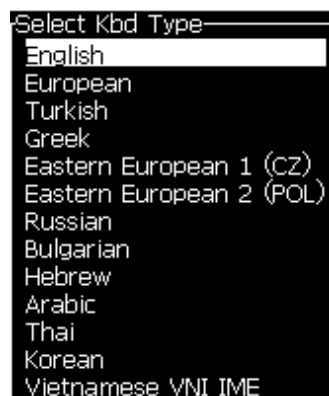 Select Kbd Type
English
European
Turkish
Greek
Eastern European 1 (CZ)
Eastern European 2 (POL)
Russian
Bulgarian
Hebrew
Arabic
Thai
Korean
Vietnamese VNI IME